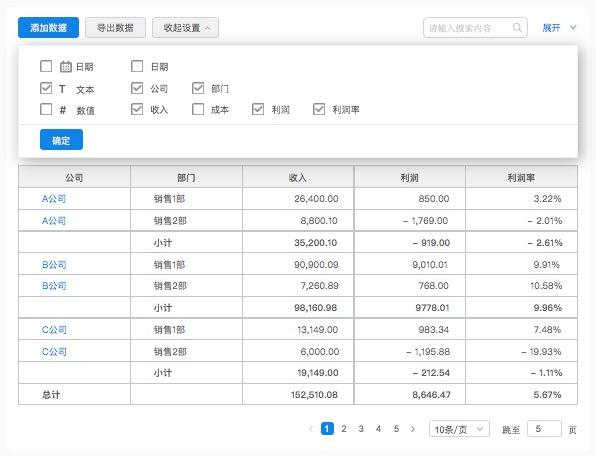 添加数据 导出数据 收起设置 请输入搜索内容 展开
日期 日期
T 文本 公司 部门
# 数值 收入 成本 利润 利润率
确定
公司 部门 收入 利润 利润率
A公司 销售1部 26,400.00 850.00 3.22%
A公司 销售2部 8,800.10 – 1,769.00 – 2.01%
小计 35,200.10 – 919.00 – 2.61%
B公司 销售1部 90,900.09 9,010.01 9.91%
B公司 销售2部 7,260.89 768.00 10.58%
小计 98,160.98 9778.01 9.96%
C公司 销售1部 13,149.00 983.34 7.48%
C公司 销售2部 6,000.00 – 1,195.88 – 19.93%
小计 19,149.00 – 212.54 – 1.11%
总计 152,510.08 8,646.47 5.67%
1 2 3 4 5 10条/页 跳至 5 页